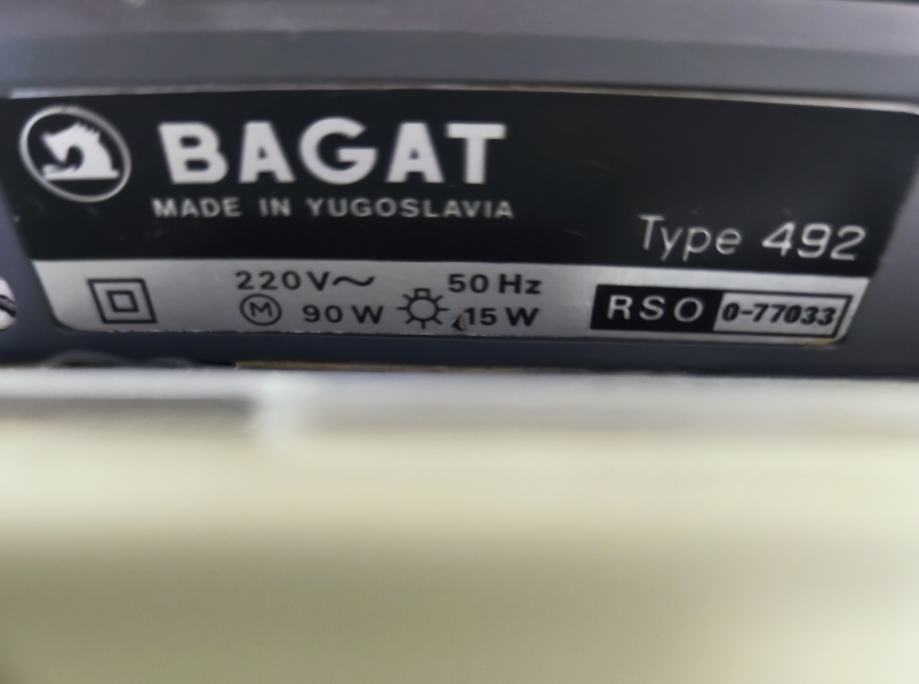 BAGAT
MADE IN YUGOSLAVIA
Type 492
220V~ 50 Hz
M 90 W 15 W
RSO 0-77033